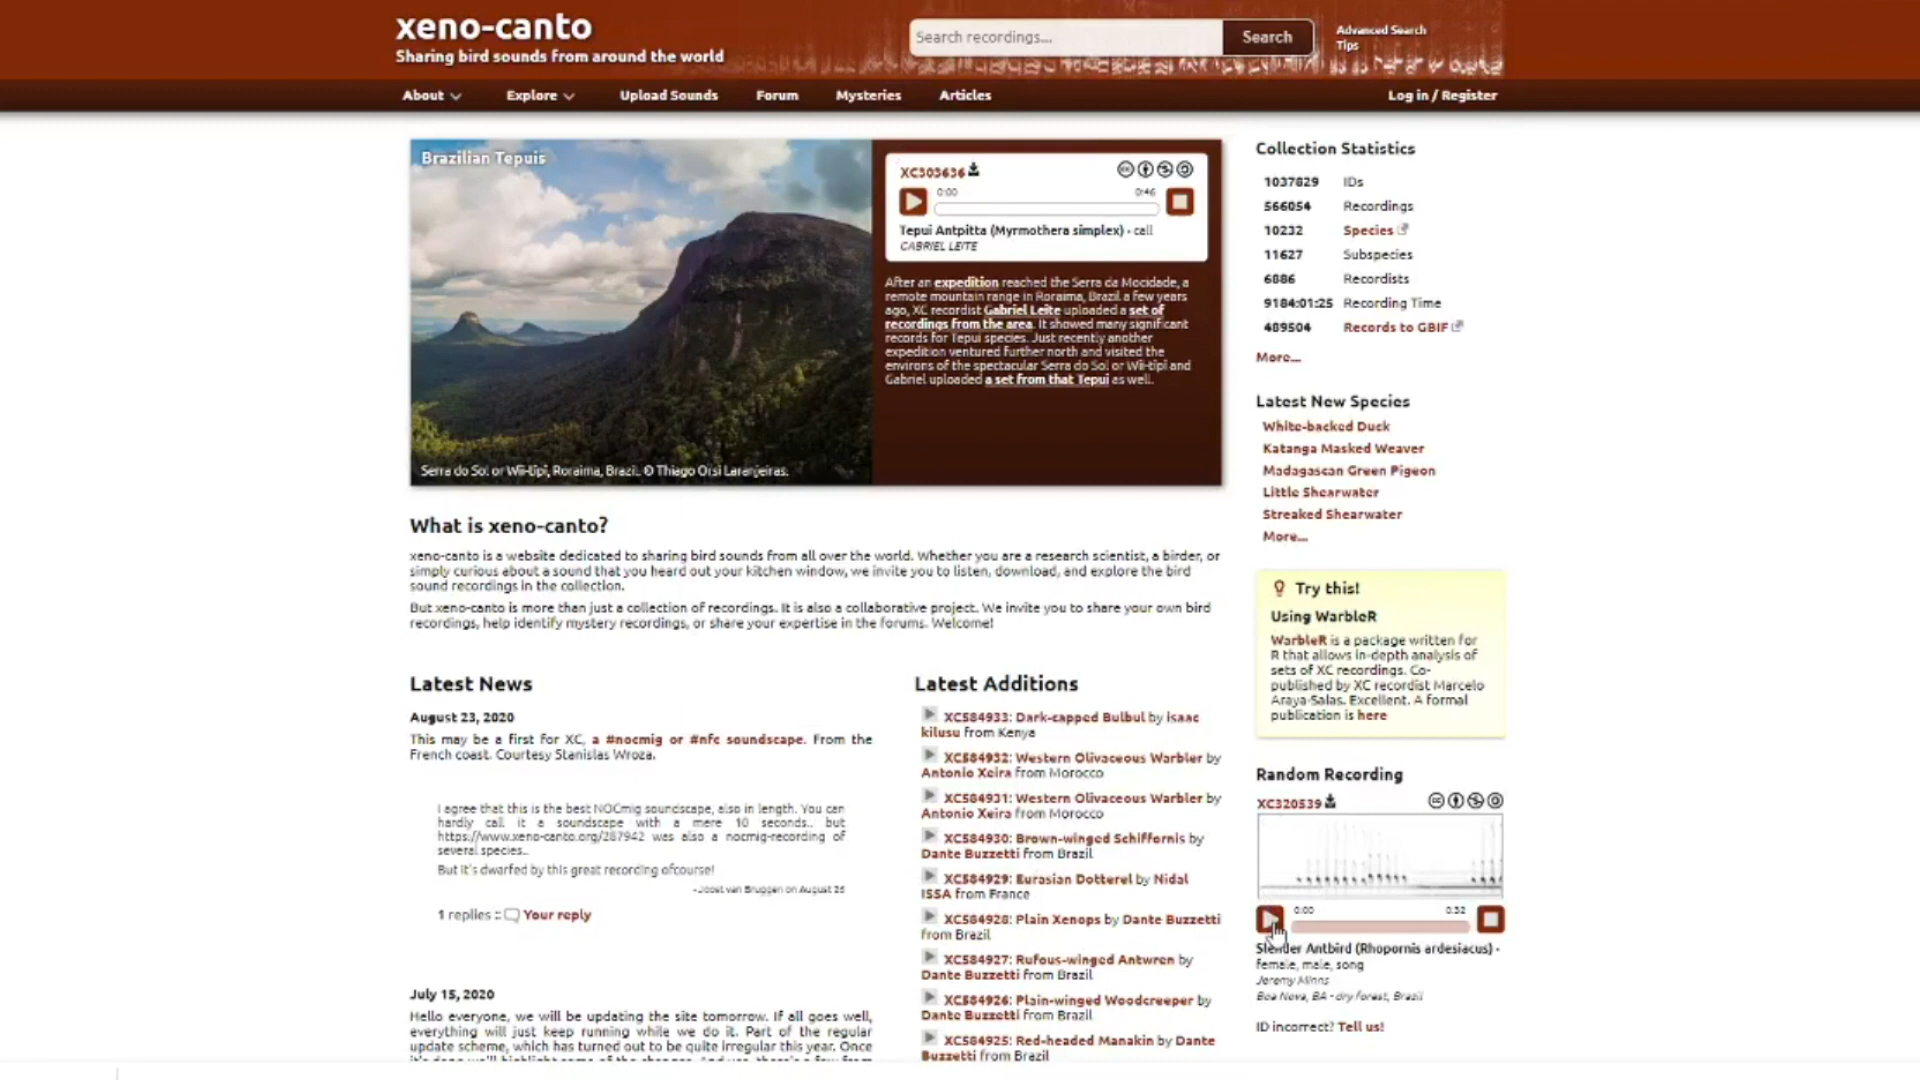 xeno-canto
Sharing bird sounds from around the world
Search recordings...
Search
Advanced Search
Tips
About
Explore
Upload Sounds
Forum
Mysteries
Articles
Log in / Register
Brazilian Tepuis
Serra do Sol or Wii-tipi, Roraima, Brazil. © Thiago Orsi Laranjeiras.
XC303636
0:00
0:46
Tepui Antpitta (Myrmothera simplex) · call
GABRIEL LEITE
After an expedition reached the Serra da Mocidade, a
remote mountain range in Roraima, Brazil a few years
ago, XC recordist Gabriel Leite uploaded a set of
recordings from the area. It showed many significant
records for Tepui species. Just recently another
expedition ventured further north and visited the
environs of the spectacular Serra do Sol or Wii-tipi and
Gabriel uploaded a set from that Tepui as well.
What is xeno-canto?
xeno-canto is a website dedicated to sharing bird sounds from all over the world. Whether you are a research scientist, a birder, or
simply curious about a sound that you heard out your kitchen window, we invite you to listen, download, and explore the bird
sound recordings in the collection.
But xeno-canto is more than just a collection of recordings. It is also a collaborative project. We invite you to share your own bird
recordings, help identify mystery recordings, or share your expertise in the forums. Welcome!
Latest News
August 23, 2020
This may be a first for XC, a #nocmig or #nfc soundscape. From the
French coast. Courtesy Stanislas Wroza.
I agree that this is the best NOCmig soundscape, also in length. You can
hardly call it a soundscape with a mere 10 seconds.. but
https://www.xeno-canto.org/287942 was also a nocmig-recording of
several species..
But it's dwarfed by this great recording ofcourse!
- Joost van Bruggen on August 26
1 replies :: Your reply
July 15, 2020
Hello everyone, we will be updating the site tomorrow. If all goes well,
everything will just keep running while we do it. Part of the regular
update scheme, which has turned out to be quite irregular this year. Once
Latest Additions
XC584933: Dark-capped Bulbul by isaac
kilusu from Kenya
XC584932: Western Olivaceous Warbler by
Antonio Xeira from Morocco
XC584931: Western Olivaceous Warbler by
Antonio Xeira from Morocco
XC584930: Brown-winged Schiffornis by
Dante Buzzetti from Brazil
XC584929: Eurasian Dotterel by Nidal
ISSA from France
XC584928: Plain Xenops by Dante Buzzetti
from Brazil
XC584927: Rufous-winged Antwren by
Dante Buzzetti from Brazil
XC584926: Plain-winged Woodcreeper by
Dante Buzzetti from Brazil
XC584925: Red-headed Manakin by Dante
Buzzetti from Brazil
Collection Statistics
1037829 IDs
566054 Recordings
10232 Species
11627 Subspecies
6886 Recordists
9184:01:25 Recording Time
489504 Records to GBIF
More...
Latest New Species
White-backed Duck
Katanga Masked Weaver
Madagascan Green Pigeon
Little Shearwater
Streaked Shearwater
More...
Try this!
Using WarbleR
WarbleR is a package written for
R that allows in-depth analysis of
sets of XC recordings. Co-
published by XC recordist Marcelo
Araya-Salas. Excellent. A formal
publication is here
Random Recording
XC320539
0:00
0:32
Slender Antbird (Rhopornis ardesiacus) ·
female, male, song
Jeremy Minns
Boa Nova, BA - dry forest, Brazil
ID incorrect? Tell us!